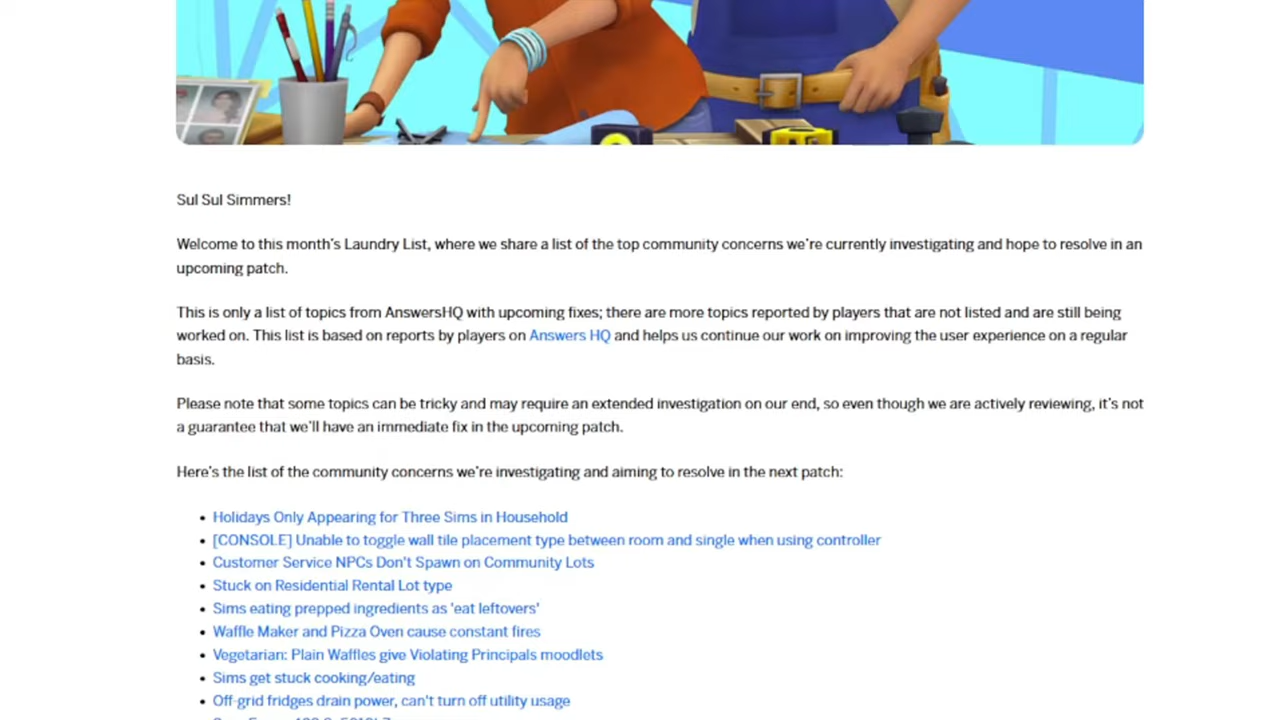 Sul Sul Simmers!
Welcome to this month's Laundry List, where we share a list of the top community concerns we're currently investigating and hope to resolve in an
upcoming patch.
This is only a list of topics from AnswersHQ with upcoming fixes; there are more topics reported by players that are not listed and are still being
worked on. This list is based on reports by players on Answers HQ and helps us continue our work on improving the user experience on a regular
basis.
Please note that some topics can be tricky and may require an extended investigation on our end, so even though we are actively reviewing, it's not
a guarantee that we'll have an immediate fix in the upcoming patch.
Here's the list of the community concerns we're investigating and aiming to resolve in the next patch:
• Holidays Only Appearing for Three Sims in Household
• [CONSOLE] Unable to toggle wall tile placement type between room and single when using controller
• Customer Service NPCs Don't Spawn on Community Lots
• Stuck on Residential Rental Lot type
• Sims eating prepped ingredients as 'eat leftovers'
• Waffle Maker and Pizza Oven cause constant fires
• Vegetarian: Plain Waffles give Violating Principals moodlets
• Sims get stuck cooking/eating
• Off-grid fridges drain power, can't turn off utility usage